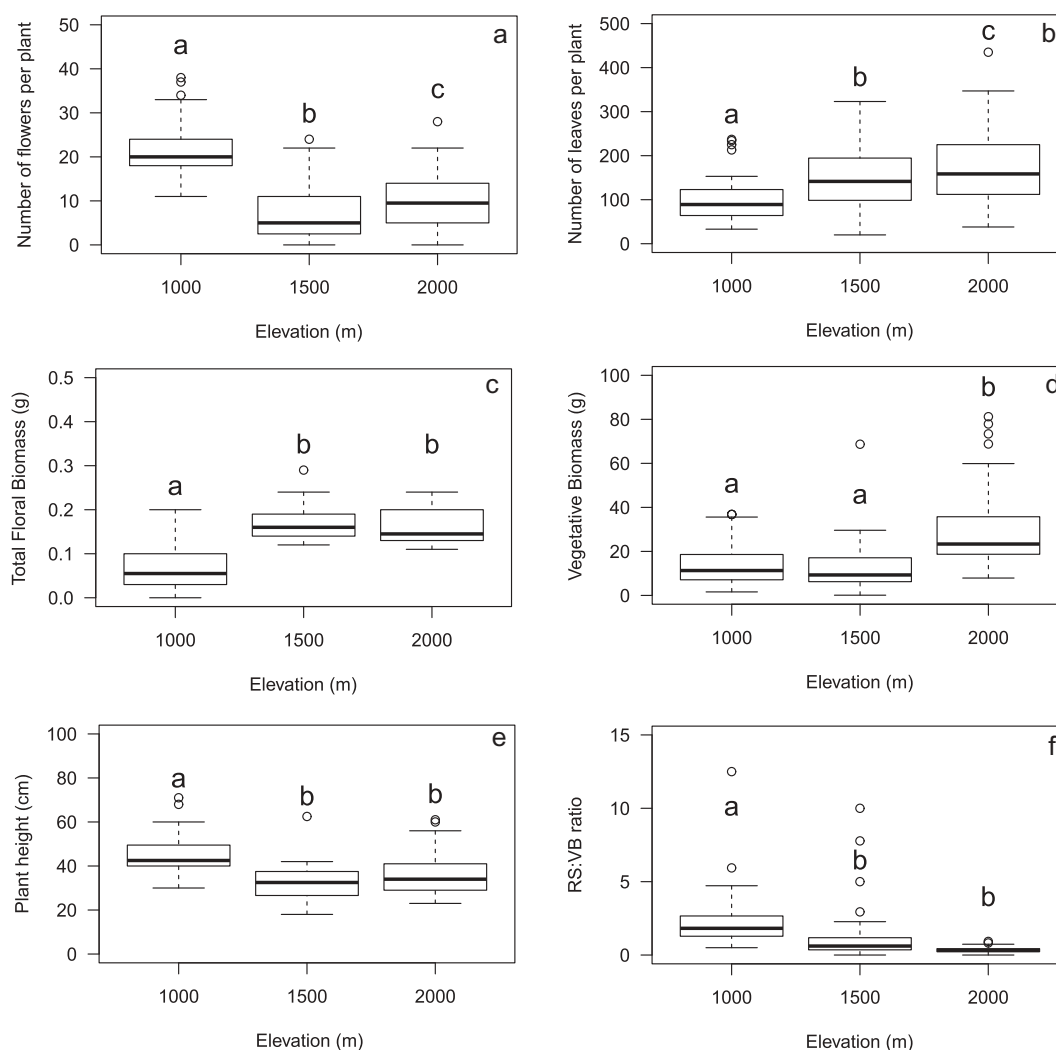 Number of flowers per plant
50
40
30
20
10
0
a
b
c
a
1000 1500 2000
Elevation (m)
Number of leaves per plant
500
400
300
200
100
0
a
b
c
b
1000 1500 2000
Elevation (m)
Total Floral Biomass (g)
0.5
0.4
0.3
0.2
0.1
0.0
a
b
b
c
1000 1500 2000
Elevation (m)
Vegetative Biomass (g)
100
80
60
40
20
0
a
a
b
d
1000 1500 2000
Elevation (m)
Plant height (cm)
100
80
60
40
20
0
a
b
b
e
1000 1500 2000
Elevation (m)
RS:VB ratio
15
10
5
0
a
b
b
f
1000 1500 2000
Elevation (m)